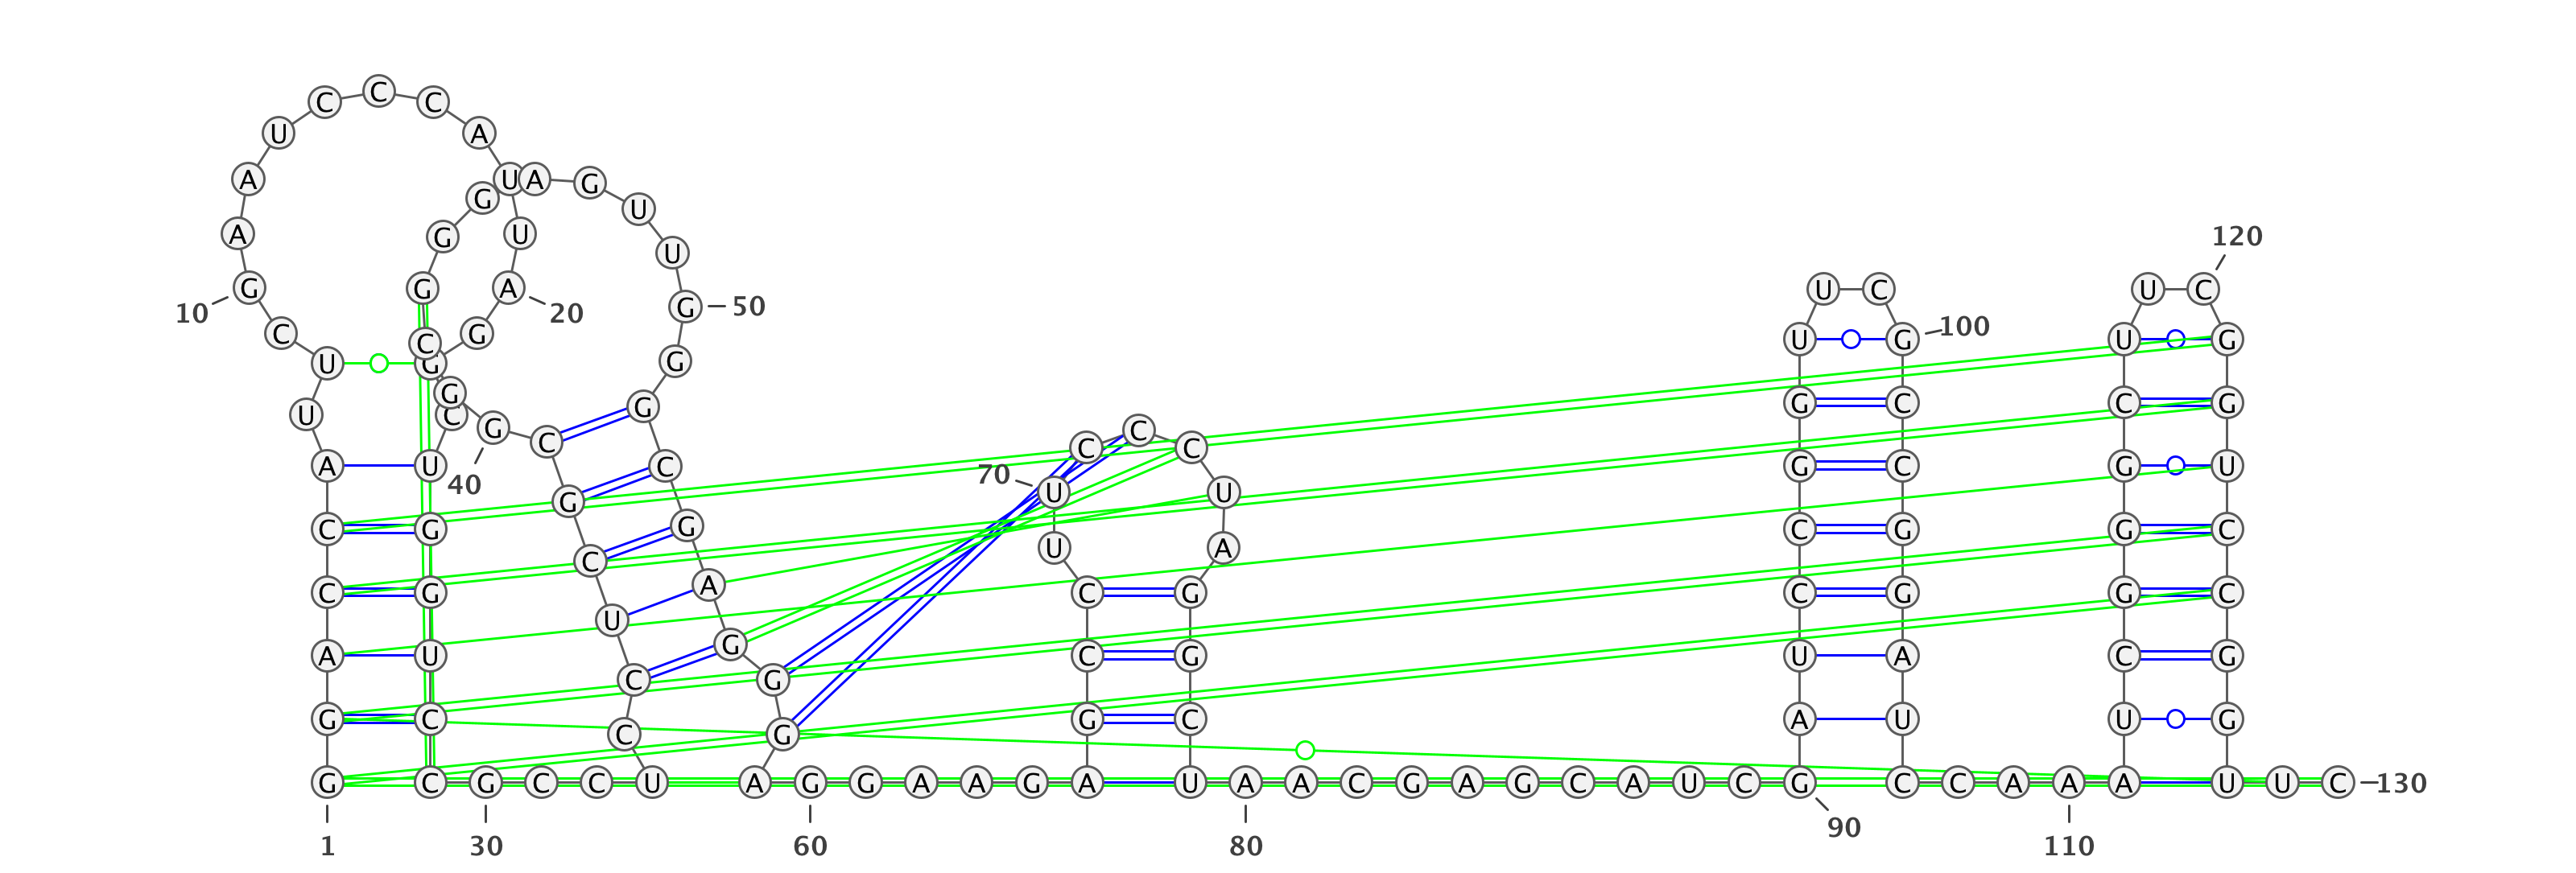 G G A C C A U U C G
A A U C C C A U U A
G G C U G G U C C G
C C U C C U C G C G
G C G G G A G U U G
G G C G A G G G A G
G A A G A G C C U U
C C C U A G G C U A
A C G A G C A U C G
A U C C G G U U C G
C C G G A U C C A A
A U C G G G C U U C
G G U C C G G U U C
1
10
20
30
40
50
60
70
80
90
100
110
120
130